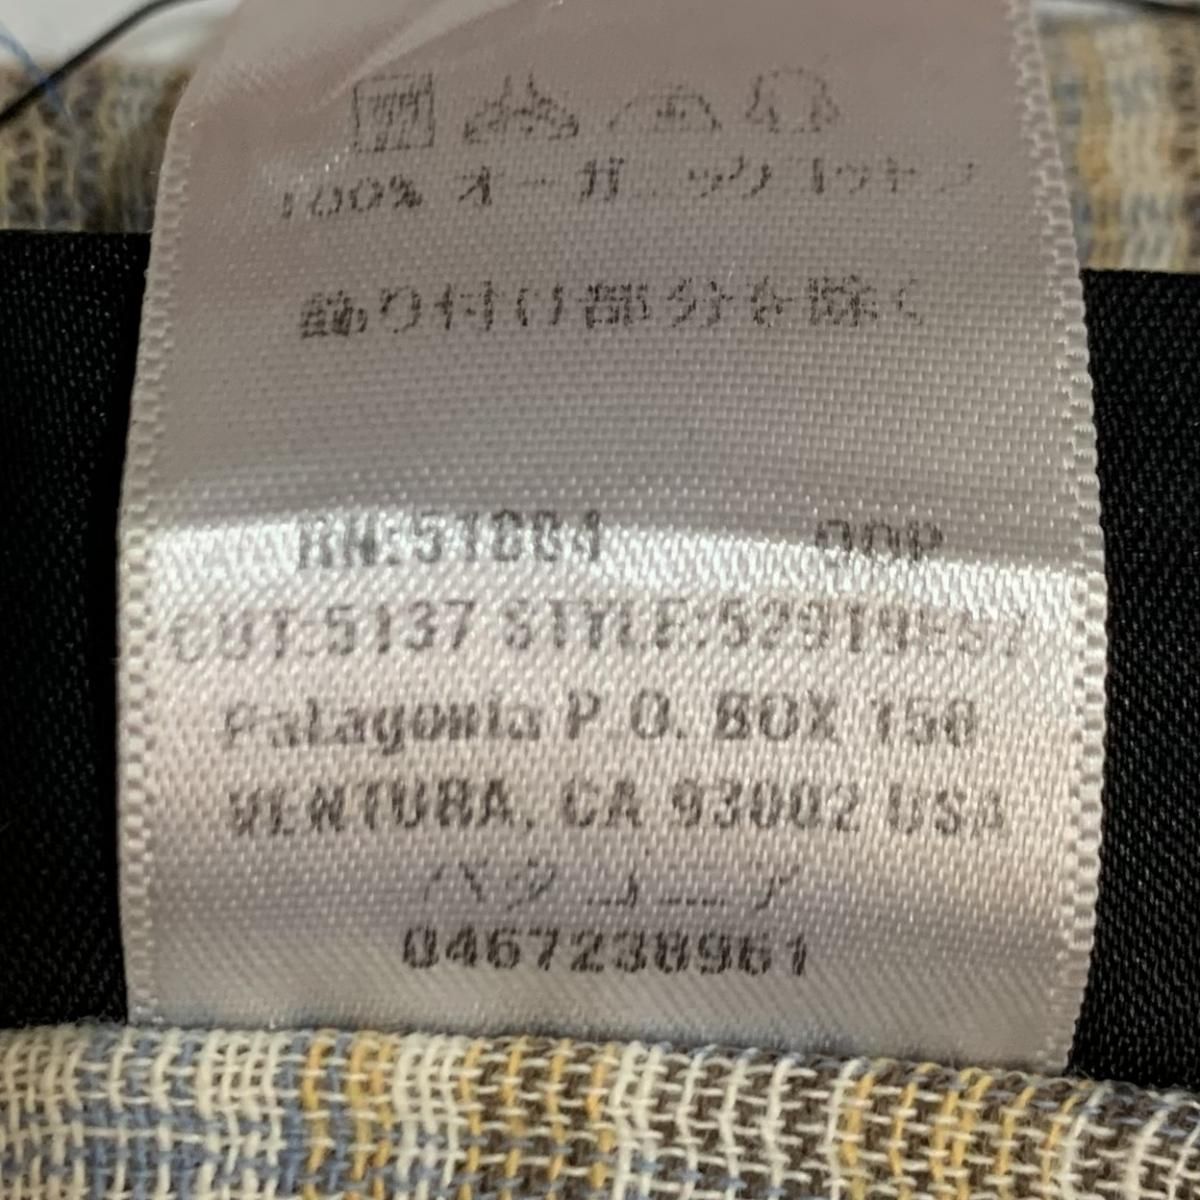 100% オーガニックコットン
飾り付け部分を除く
RN:51884
CUT:5137 STYLE:
Patagonia P.O. BOX 150
VENTURA, CA 93002 USA
パタゴニア
0467238961